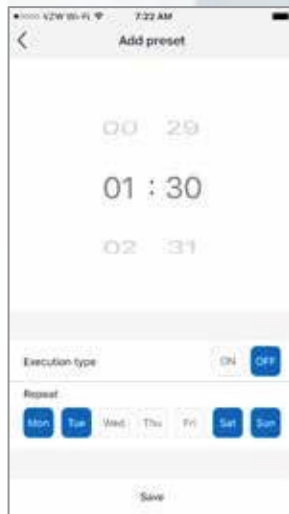 VZW Wi-Fi 7:22 AM
Add preset
00 29
01 : 30
02 31
Execution type ON OFF
Repeat
Mon Tue Wed Thu Fri Sat Sun
Save